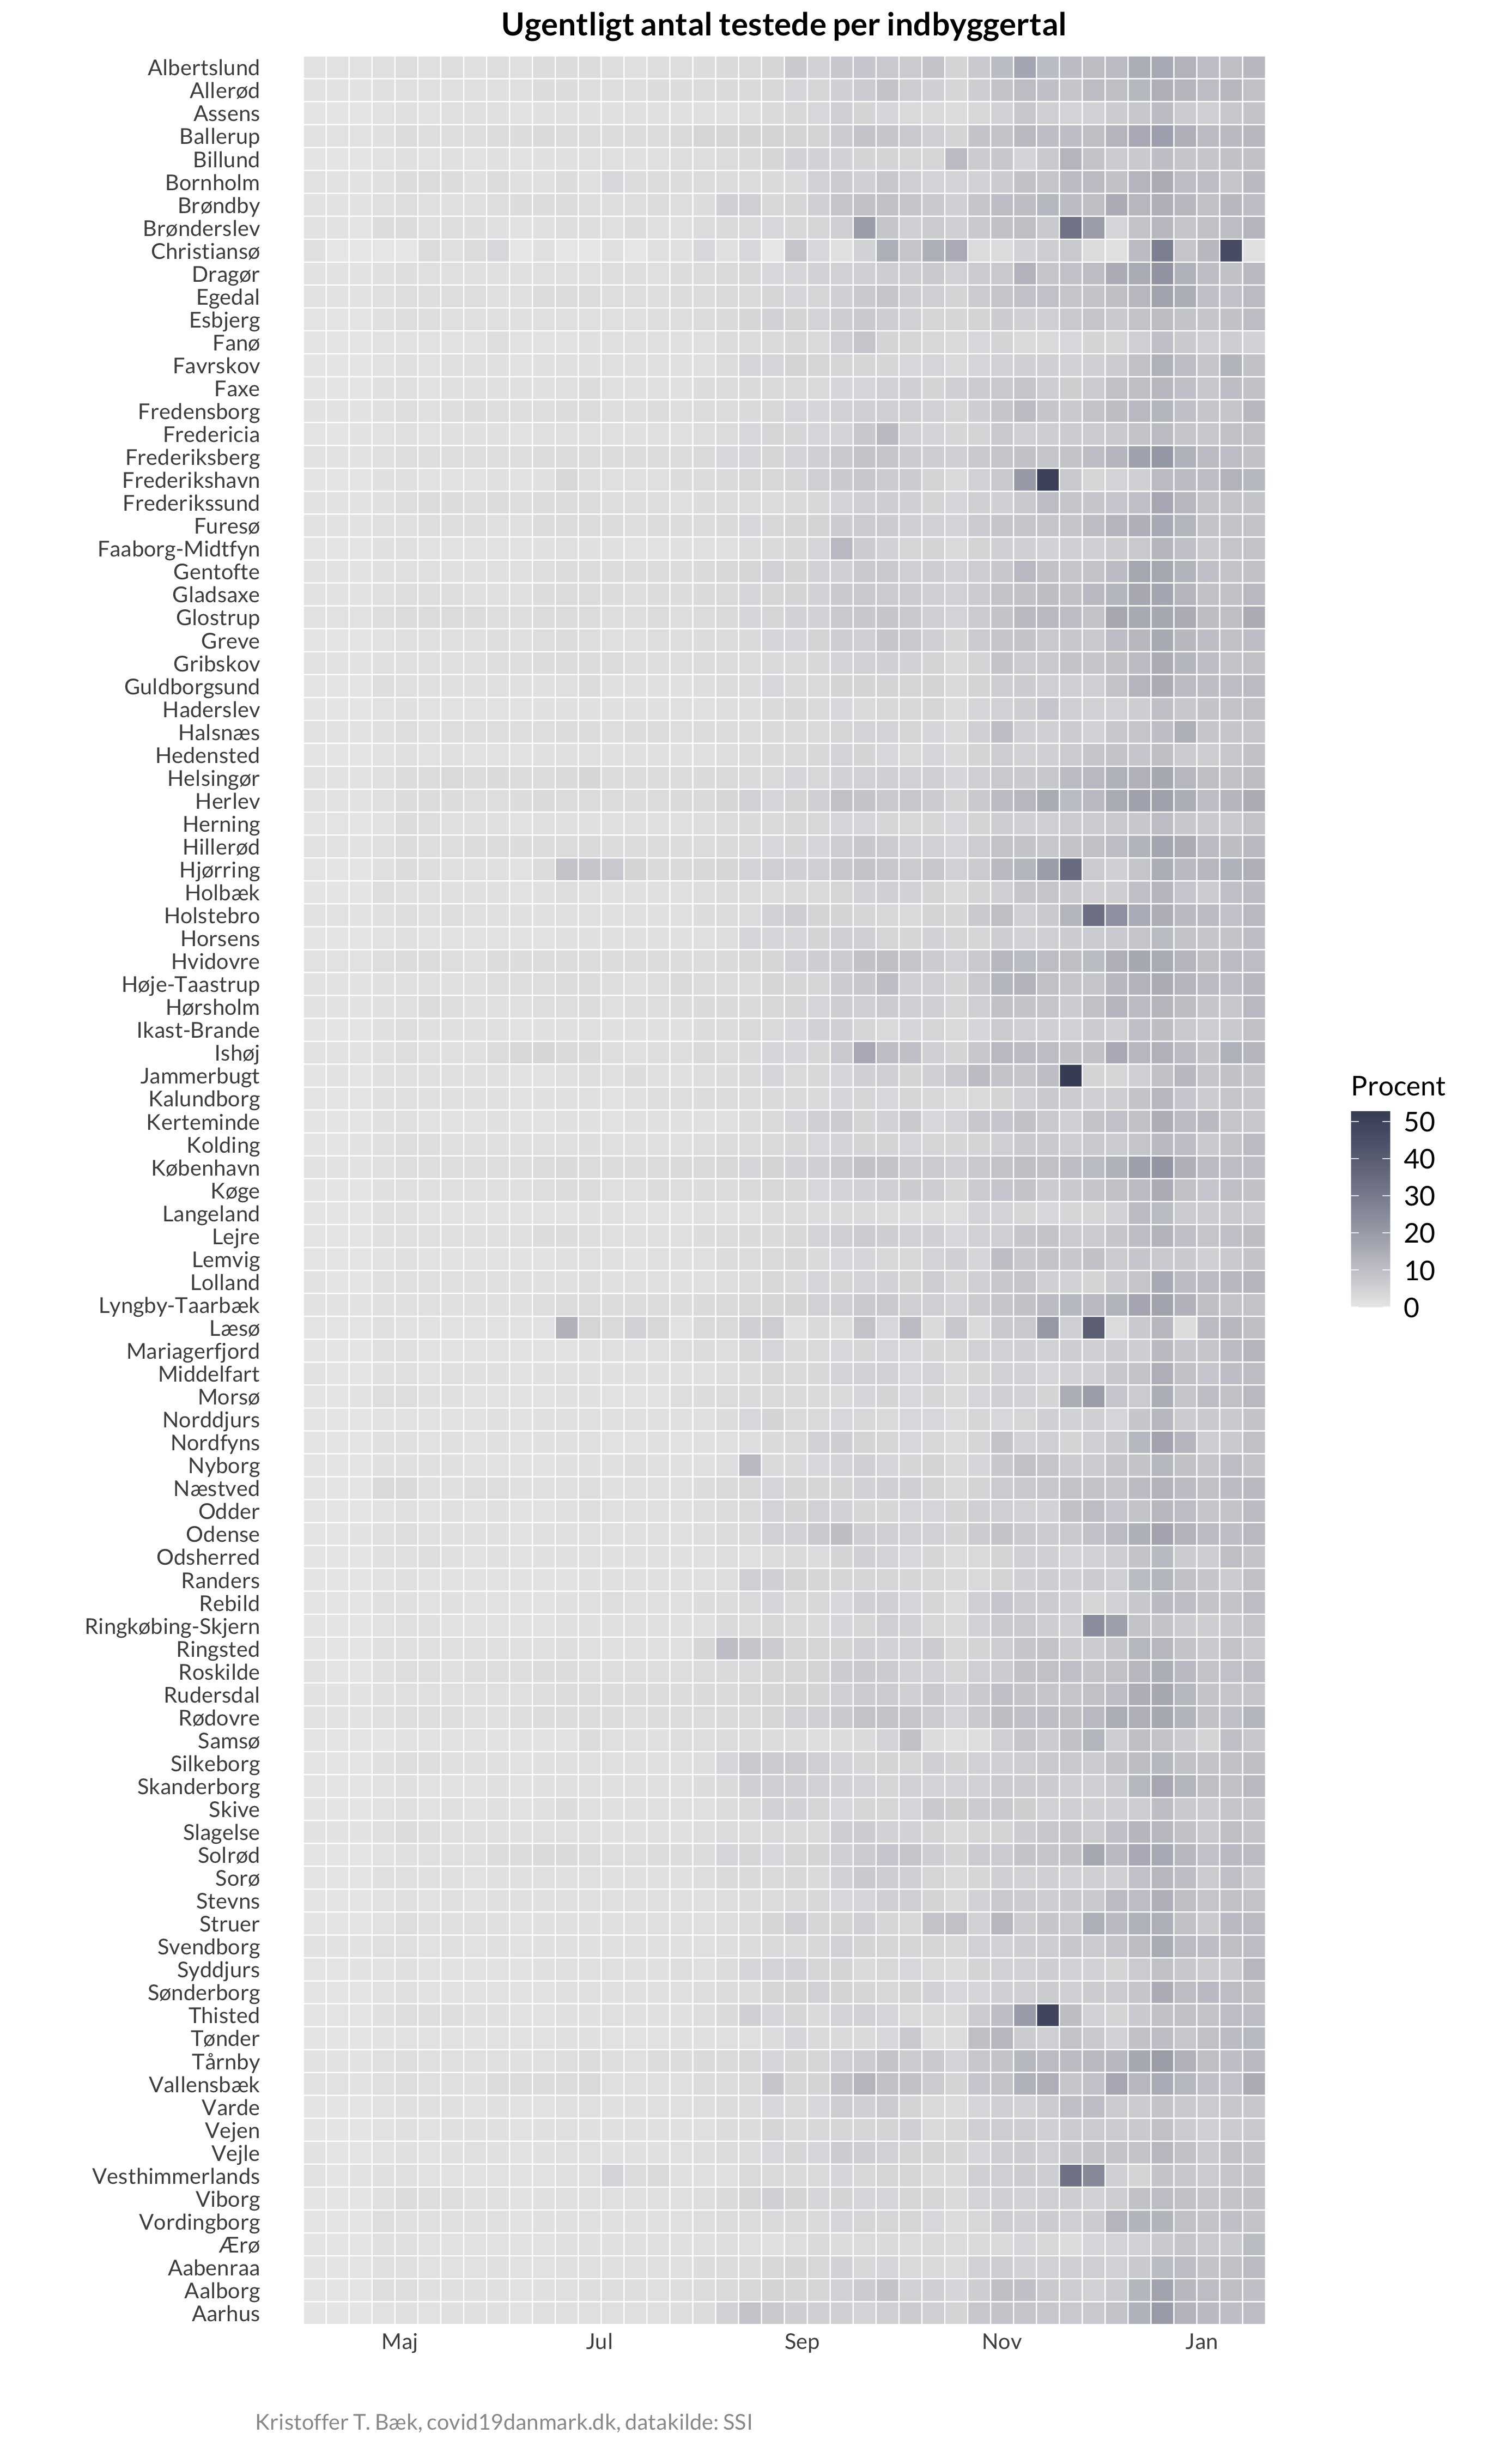 Ugentligt antal testede per indbyggertal
Albertslund
Allerød
Assens
Ballerup
Billund
Bornholm
Brøndby
Brønderslev
Christiansø
Dragør
Egedal
Esbjerg
Fanø
Favrskov
Faxe
Fredensborg
Fredericia
Frederiksberg
Frederikshavn
Frederikssund
Furesø
Faaborg-Midtfyn
Gentofte
Gladsaxe
Glostrup
Greve
Gribskov
Guldborgsund
Haderslev
Halsnæs
Hedensted
Helsingør
Herlev
Herning
Hillerød
Hjørring
Holbæk
Holstebro
Horsens
Hvidovre
Høje-Taastrup
Hørsholm
Ikast-Brande
Ishøj
Jammerbugt
Kalundborg
Kerteminde
Kolding
København
Køge
Langeland
Lejre
Lemvig
Lolland
Lyngby-Taarbæk
Læsø
Mariagerfjord
Middelfart
Morsø
Norddjurs
Nordfyns
Nyborg
Næstved
Odder
Odense
Odsherred
Randers
Rebild
Ringkøbing-Skjern
Ringsted
Roskilde
Rudersdal
Rødovre
Samsø
Silkeborg
Skanderborg
Skive
Slagelse
Solrød
Sorø
Stevns
Struer
Svendborg
Syddjurs
Sønderborg
Thisted
Tønder
Tårnby
Vallensbæk
Varde
Vejen
Vejle
Vesthimmerlands
Viborg
Vordingborg
Ærø
Aabenraa
Aalborg
Aarhus
Maj Jul Sep Nov Jan
Procent
50
40
30
20
10
0
Kristoffer T. Bæk, covid19danmark.dk, datakilde: SSI